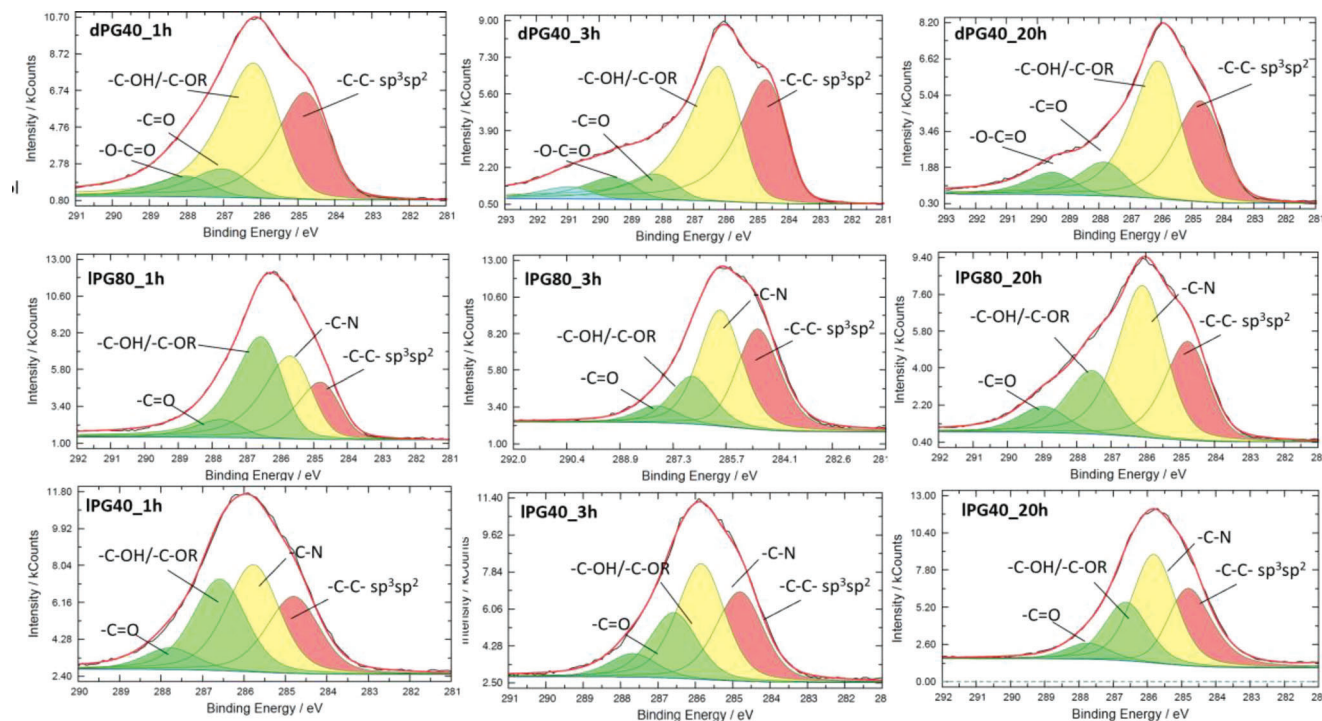 dPG40_1h
-C-OH/-C-OR
-C-C- sp³sp²
-C=O
-O-C=O
Intensity / kCounts
10.70
8.72
6.74
4.76
2.78
0.80
291 290 289 288 287 286 285 284 283 282 281
Binding Energy / eV
dPG40_3h
-C-OH/-C-OR
-C-C- sp³sp²
-C=O
-O-C=O
Intensity / kCounts
9.00
7.30
5.60
3.90
2.20
0.50
293 292 291 290 289 288 287 286 285 284 283 282 281
Binding Energy / eV
dPG40_20h
-C-OH/-C-OR
-C-C- sp³sp²
-C=O
-O-C=O
Intensity / kCounts
8.20
6.62
5.04
3.46
1.88
0.30
293 292 291 290 289 288 287 286 285 284 283 282
Binding Energy / eV
lPG80_1h
-C-N
-C-OH/-C-OR
-C-C- sp³sp²
-C=O
Intensity / kCounts
13.00
10.60
8.20
5.80
3.40
1.00
292 291 290 289 288 287 286 285 284 283 282 281
Binding Energy / eV
lPG80_3h
-C-N
-C-OH/-C-OR
-C-C- sp³sp²
-C=O
Intensity / kCounts
13.00
10.60
8.20
5.80
3.40
1.00
292.0 290.4 288.9 287.3 285.7 284.1 282.6
Binding Energy / eV
lPG80_20h
-C-N
-C-OH/-C-OR
-C-C- sp³sp²
-C=O
Intensity / kCounts
9.40
7.60
5.80
4.00
2.20
0.40
292 291 290 289 288 287 286 285 284 283 282
Binding Energy / eV
lPG40_1h
-C-OH/-C-OR
-C-N
-C-C- sp³sp²
-C=O
Intensity / kCounts
11.80
9.92
8.04
6.16
4.28
2.40
290 289 288 287 286 285 284 283 282 281
Binding Energy / eV
lPG40_3h
-C-N
-C-OH/-C-OR
-C-C- sp³sp²
-C=O
Intensity / kCounts
11.40
9.62
7.84
6.06
4.28
2.50
291 290 289 288 287 286 285 284 283 282 281
Binding Energy / eV
lPG40_20h
-C-N
-C-OH/-C-OR
-C-C- sp³sp²
-C=O
Intensity / kCounts
13.00
10.40
7.80
5.20
2.60
0.00
292 291 290 289 288 287 286 285 284 283 282
Binding Energy / eV